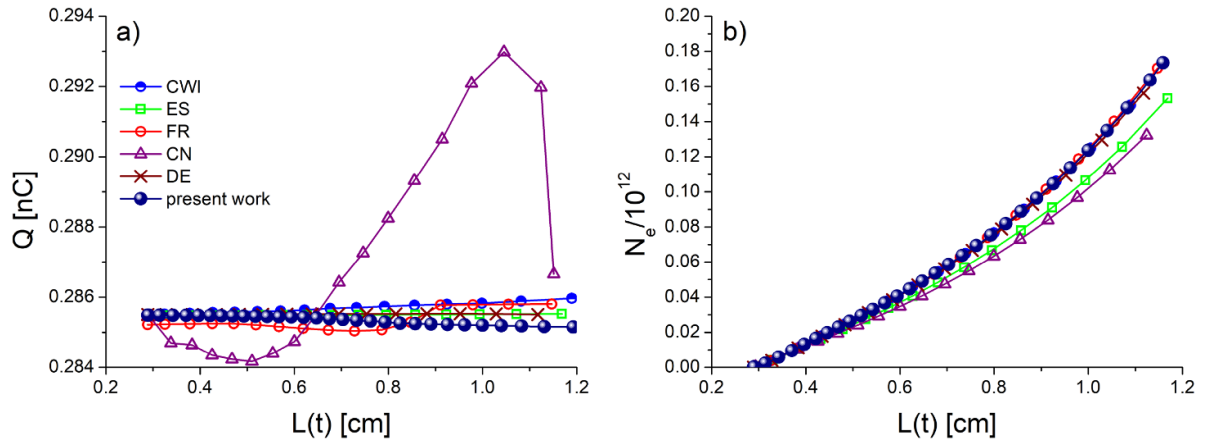 a)
0.294
0.292
0.290
0.288
0.286
0.284
Q [nC]
CWI
ES
FR
CN
DE
present work
0.2 0.4 0.6 0.8 1.0 1.2
L(t) [cm]
b)
0.20
0.18
0.16
0.14
0.12
0.10
0.08
0.06
0.04
0.02
0.00
Nₑ/10¹²
0.2 0.4 0.6 0.8 1.0 1.2
L(t) [cm]